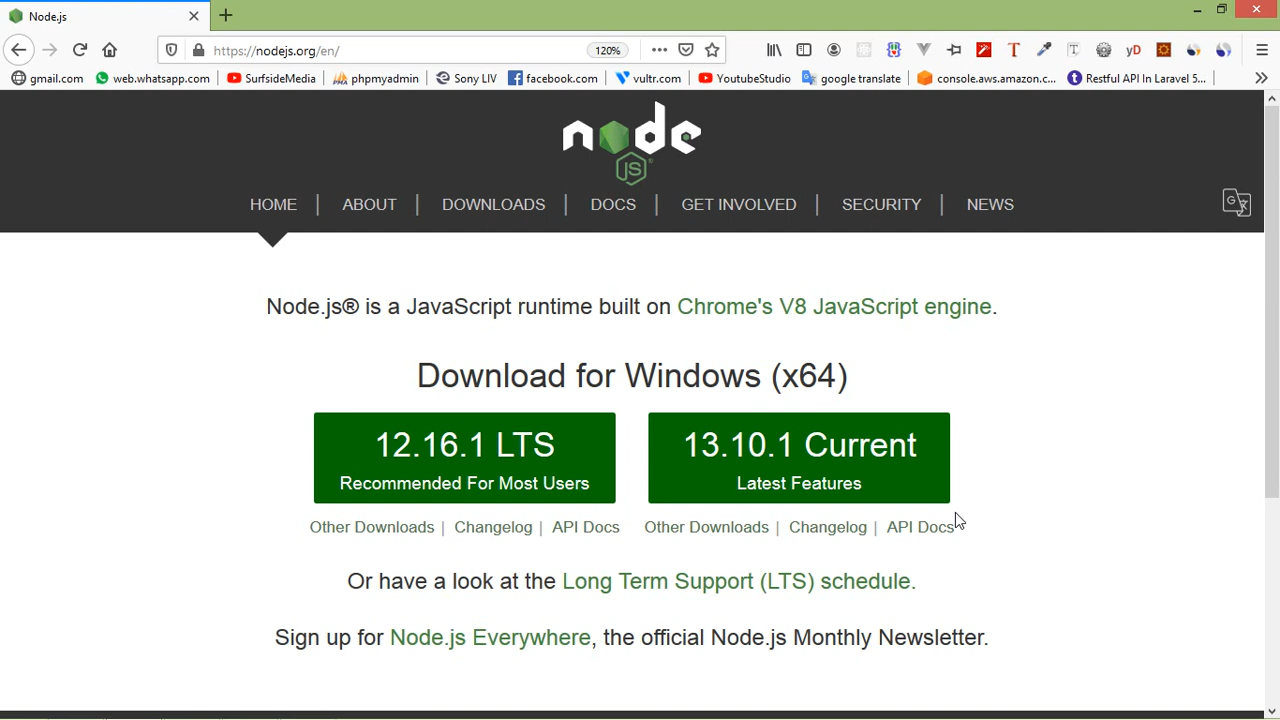 Node.js
https://nodejs.org/en/
120%
T
T
yD
gmail.com
web.whatsapp.com
SurfsideMedia
phpmyadmin
Sony LIV
facebook.com
vultr.com
YoutubeStudio
google translate
console.aws.amazon.c...
Restful API In Laravel 5...
node
JS
HOME | ABOUT | DOWNLOADS | DOCS | GET INVOLVED | SECURITY | NEWS
Node.js® is a JavaScript runtime built on Chrome's V8 JavaScript engine.
Download for Windows (x64)
12.16.1 LTS
Recommended For Most Users
13.10.1 Current
Latest Features
Other Downloads | Changelog | API Docs
Other Downloads | Changelog | API Docs
Or have a look at the Long Term Support (LTS) schedule.
Sign up for Node.js Everywhere, the official Node.js Monthly Newsletter.